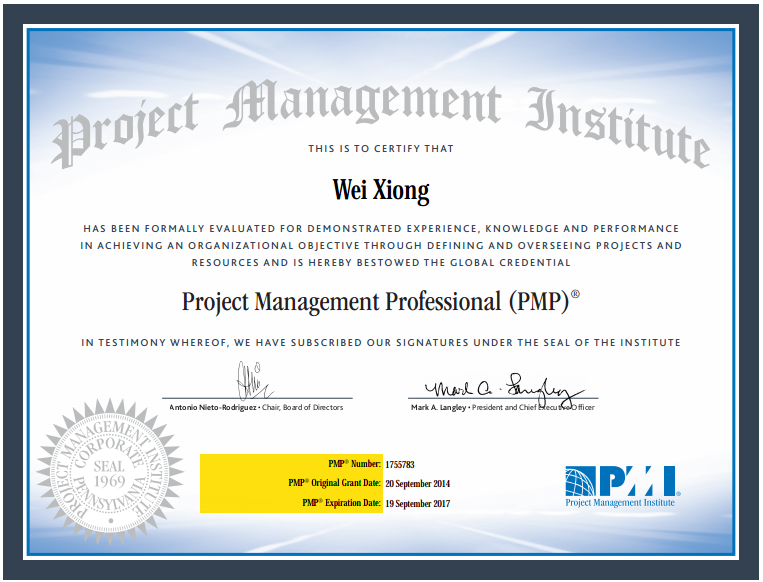 Project Management Institute
THIS IS TO CERTIFY THAT
Wei Xiong
HAS BEEN FORMALLY EVALUATED FOR DEMONSTRATED EXPERIENCE, KNOWLEDGE AND PERFORMANCE
IN ACHIEVING AN ORGANIZATIONAL OBJECTIVE THROUGH DEFINING AND OVERSEEING PROJECTS AND
RESOURCES AND IS HEREBY BESTOWED THE GLOBAL CREDENTIAL
Project Management Professional (PMP)®
IN TESTIMONY WHEREOF, WE HAVE SUBSCRIBED OUR SIGNATURES UNDER THE SEAL OF THE INSTITUTE
Mark A. Langley
Antonio Nieto-Rodriguez • Chair, Board of Directors
Mark A. Langley • President and Chief Executive Officer
PROJECT MANAGEMENT INSTITUTE
CORPORATE
SEAL
1969
PENNSYLVANIA
PMP® Number: 1755783
PMP® Original Grant Date: 20 September 2014
PMP® Expiration Date: 19 September 2017
PMI®
Project Management Institute